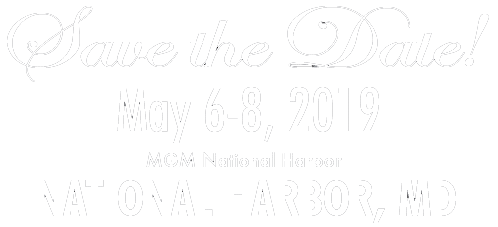 Save the Date!
May 6-8, 2019
MGM National Harbor
NATIONAL HARBOR, MD